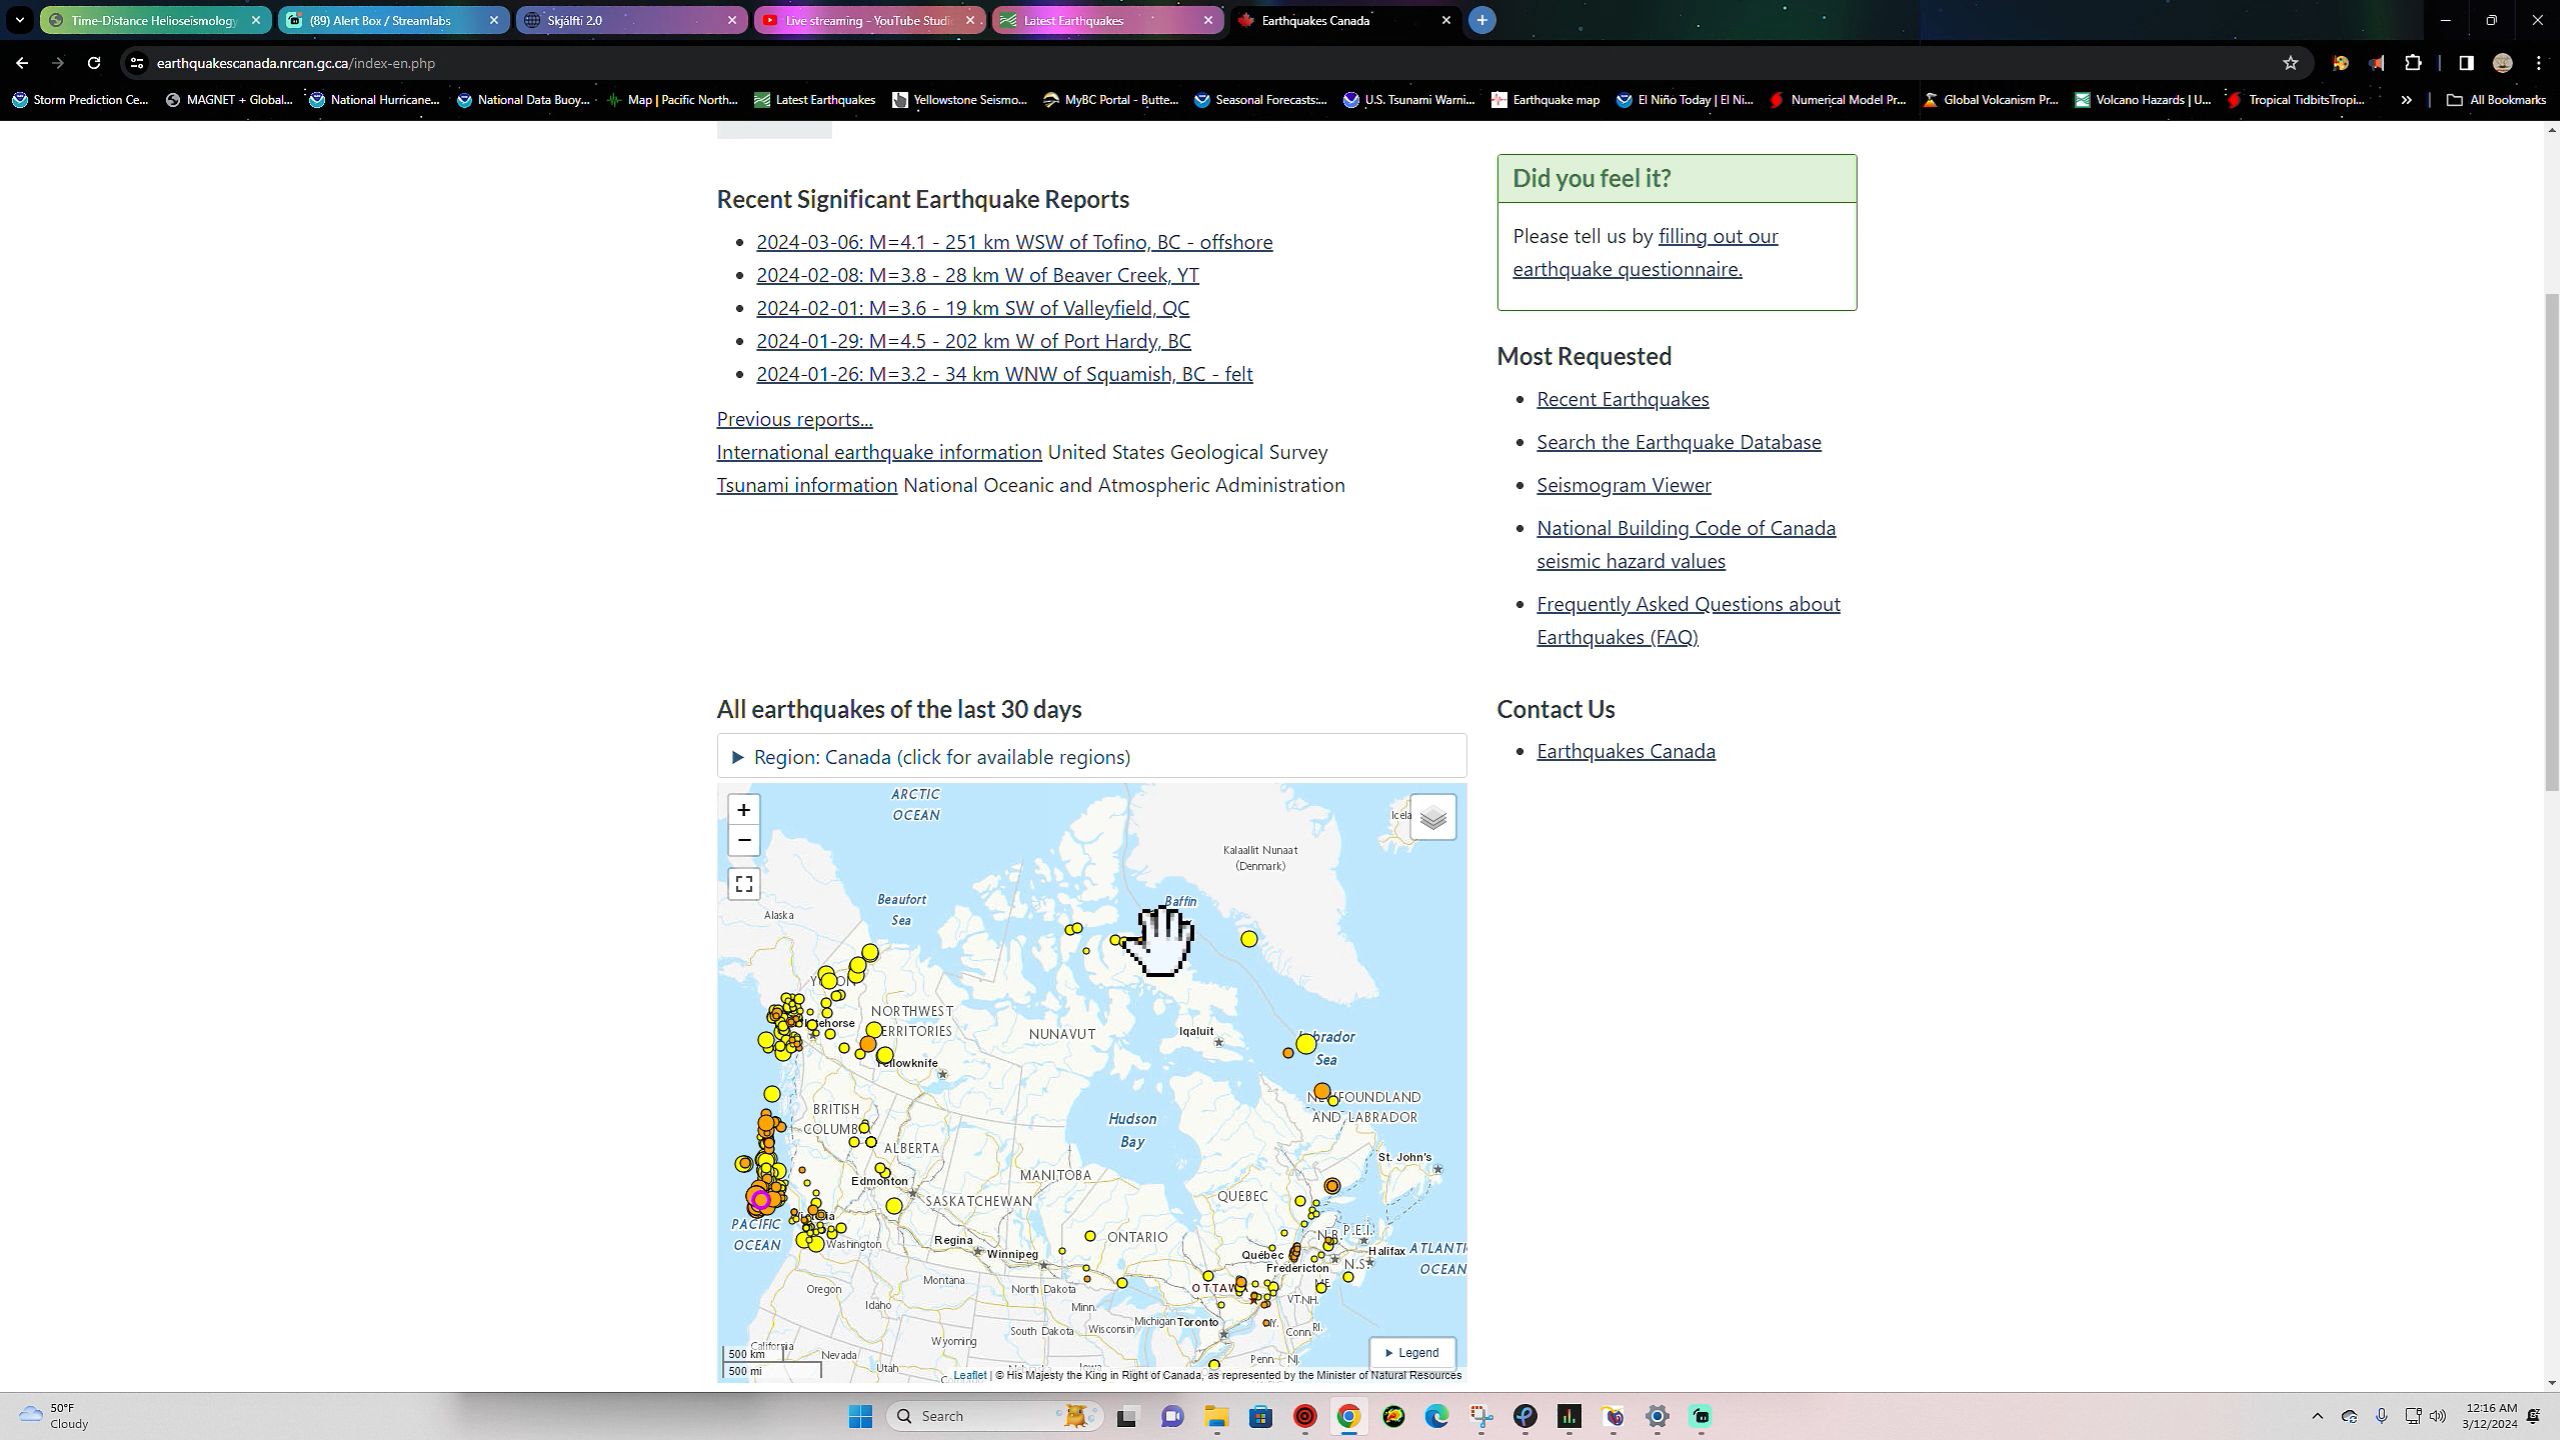 Time-Distance Helioseismology
(89) Alert Box / Streamlabs
Skjálfti 2.0
Live streaming - YouTube Studi
Latest Earthquakes
Earthquakes Canada
earthquakescanada.nrcan.gc.ca/index-en.php
Storm Prediction Ce...
MAGNET + Global...
National Hurricane...
National Data Buoy...
Map | Pacific North...
Latest Earthquakes
Yellowstone Seismo...
MyBC Portal - Butte...
Seasonal Forecasts:...
U.S. Tsunami Warni...
Earthquake map
El Niño Today | El Ni...
Numerical Model Pr...
Global Volcanism Pr...
Volcano Hazards | U...
Tropical TidbitsTropi...
All Bookmarks
Recent Significant Earthquake Reports
2024-03-06: M=4.1 - 251 km WSW of Tofino, BC - offshore
2024-02-08: M=3.8 - 28 km W of Beaver Creek, YT
2024-02-01: M=3.6 - 19 km SW of Valleyfield, QC
2024-01-29: M=4.5 - 202 km W of Port Hardy, BC
2024-01-26: M=3.2 - 34 km WNW of Squamish, BC - felt
Previous reports...
International earthquake information United States Geological Survey
Tsunami information National Oceanic and Atmospheric Administration
Did you feel it?
Please tell us by filling out our
earthquake questionnaire.
Most Requested
Recent Earthquakes
Search the Earthquake Database
Seismogram Viewer
National Building Code of Canada
seismic hazard values
Frequently Asked Questions about
Earthquakes (FAQ)
Contact Us
Earthquakes Canada
All earthquakes of the last 30 days
Region: Canada (click for available regions)
+
−
ARCTIC
OCEAN
Kalaallit Nunaat
(Denmark)
Beaufort
Sea
Baffin
Alaska
NORTHWEST
NUNAVUT
Iqaluit
Sea
BRITISH
Hudson
Bay
AND LABRADOR
ALBERTA
St. John's
MANITOBA
Edmonton
SASKATCHEWAN
QUEBEC
PACIFIC
OCEAN
Washington
Regina
Winnipeg
ONTARIO
Québec
P.E.I.
Fredericton
N.S.
Halifax
ATLANTI
OCEAN
Oregon
Montana
North Dakota
Minn.
VT.
NH.
Idaho
South Dakota
Wisconsin
Michigan
Toronto
Conn.
RI.
California
Nevada
Wyoming
Utah
Penn.
NJ.
500 km
500 mi
Legend
Leaflet | © His Majesty the King in Right of Canada, as represented by the Minister of Natural Resources
50°F
Cloudy
Search
12:16 AM
3/12/2024